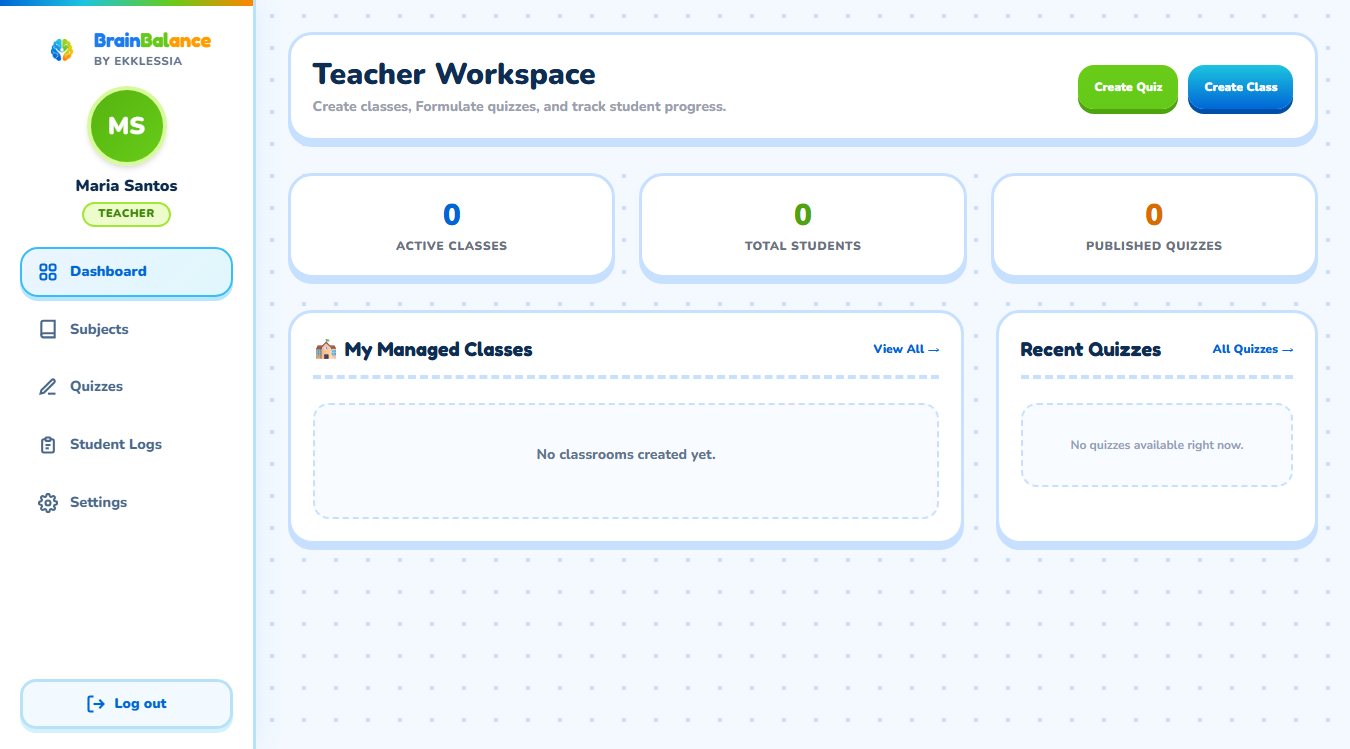 BrainBalance
BY EKKLESSIA
MS
Maria Santos
TEACHER
Dashboard
Subjects
Quizzes
Student Logs
Settings
Log out
Teacher Workspace
Create classes, Formulate quizzes, and track student progress.
Create Quiz
Create Class
0
ACTIVE CLASSES
0
TOTAL STUDENTS
0
PUBLISHED QUIZZES
My Managed Classes
View All →
No classrooms created yet.
Recent Quizzes
All Quizzes →
No quizzes available right now.